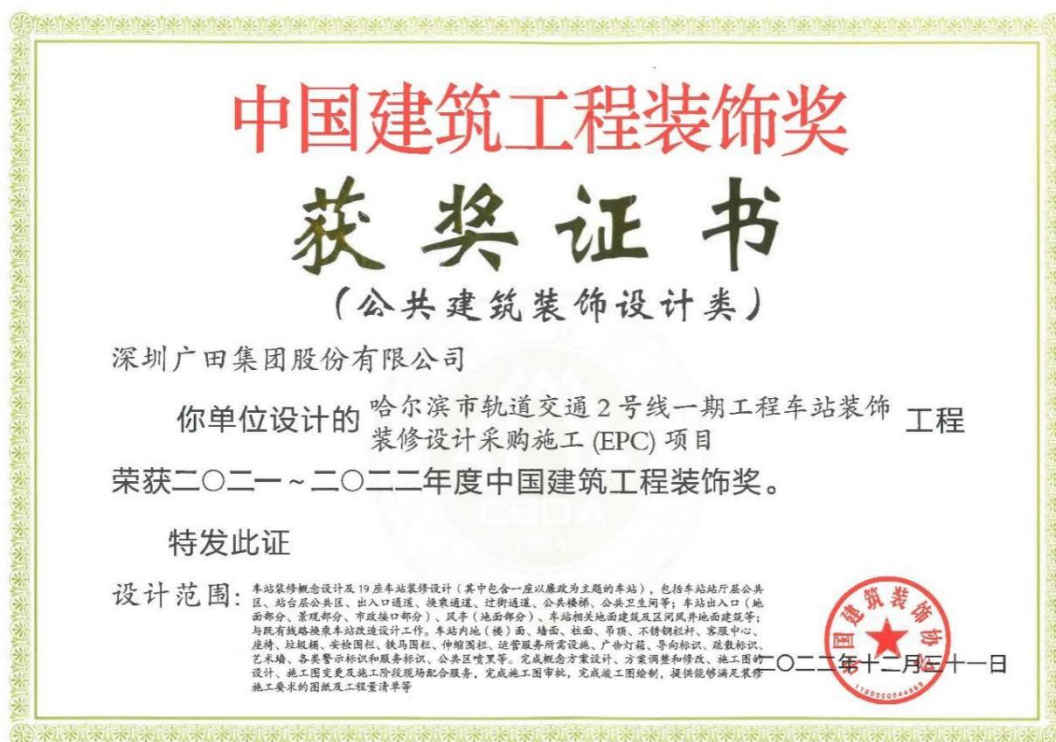 中国建筑工程装饰奖
获奖证书
(公共建筑装饰设计类)
深圳广田集团股份有限公司
你单位设计的 哈尔滨市轨道交通2号线一期工程车站装饰
装修设计采购施工(EPC)项目 工程
荣获二〇二一~二〇二二年度中国建筑工程装饰奖。
特发此证
设计范围:
车站装修概念设计及19座车站装修设计(其中包含一座以廉政为主题的车站),包括车站站厅层公共
区、站台层公共区、出入口通道、换乘通道、过街通道、公共楼梯、公共卫生间等;车站出入口(地
面部分、景观部分、市政接口部分)、风亭(地面部分)、车站相关地面建筑及区间风井地面建筑等;
与既有线路换乘车站改造设计工作。车站内地(楼)面、墙面、柱面、吊顶、不锈钢栏杆、客服中心、
座椅、垃圾桶、安检围栏、铁马围栏、伸缩围栏、运营服务所需设施、广告灯箱、导向标识、疏散标识、
艺术墙、各类警示标识和服务标识、公共区喷算等。完成概念方案设计、方案调整和修改、施工图的
设计、施工图变更及施工阶段现场配合服务,完成施工图审批,完成竣工图绘制,提供能够满足装修
施工要求的图纸及工程量清单等
中国建筑装饰协会
二〇二二年十二月三十一日